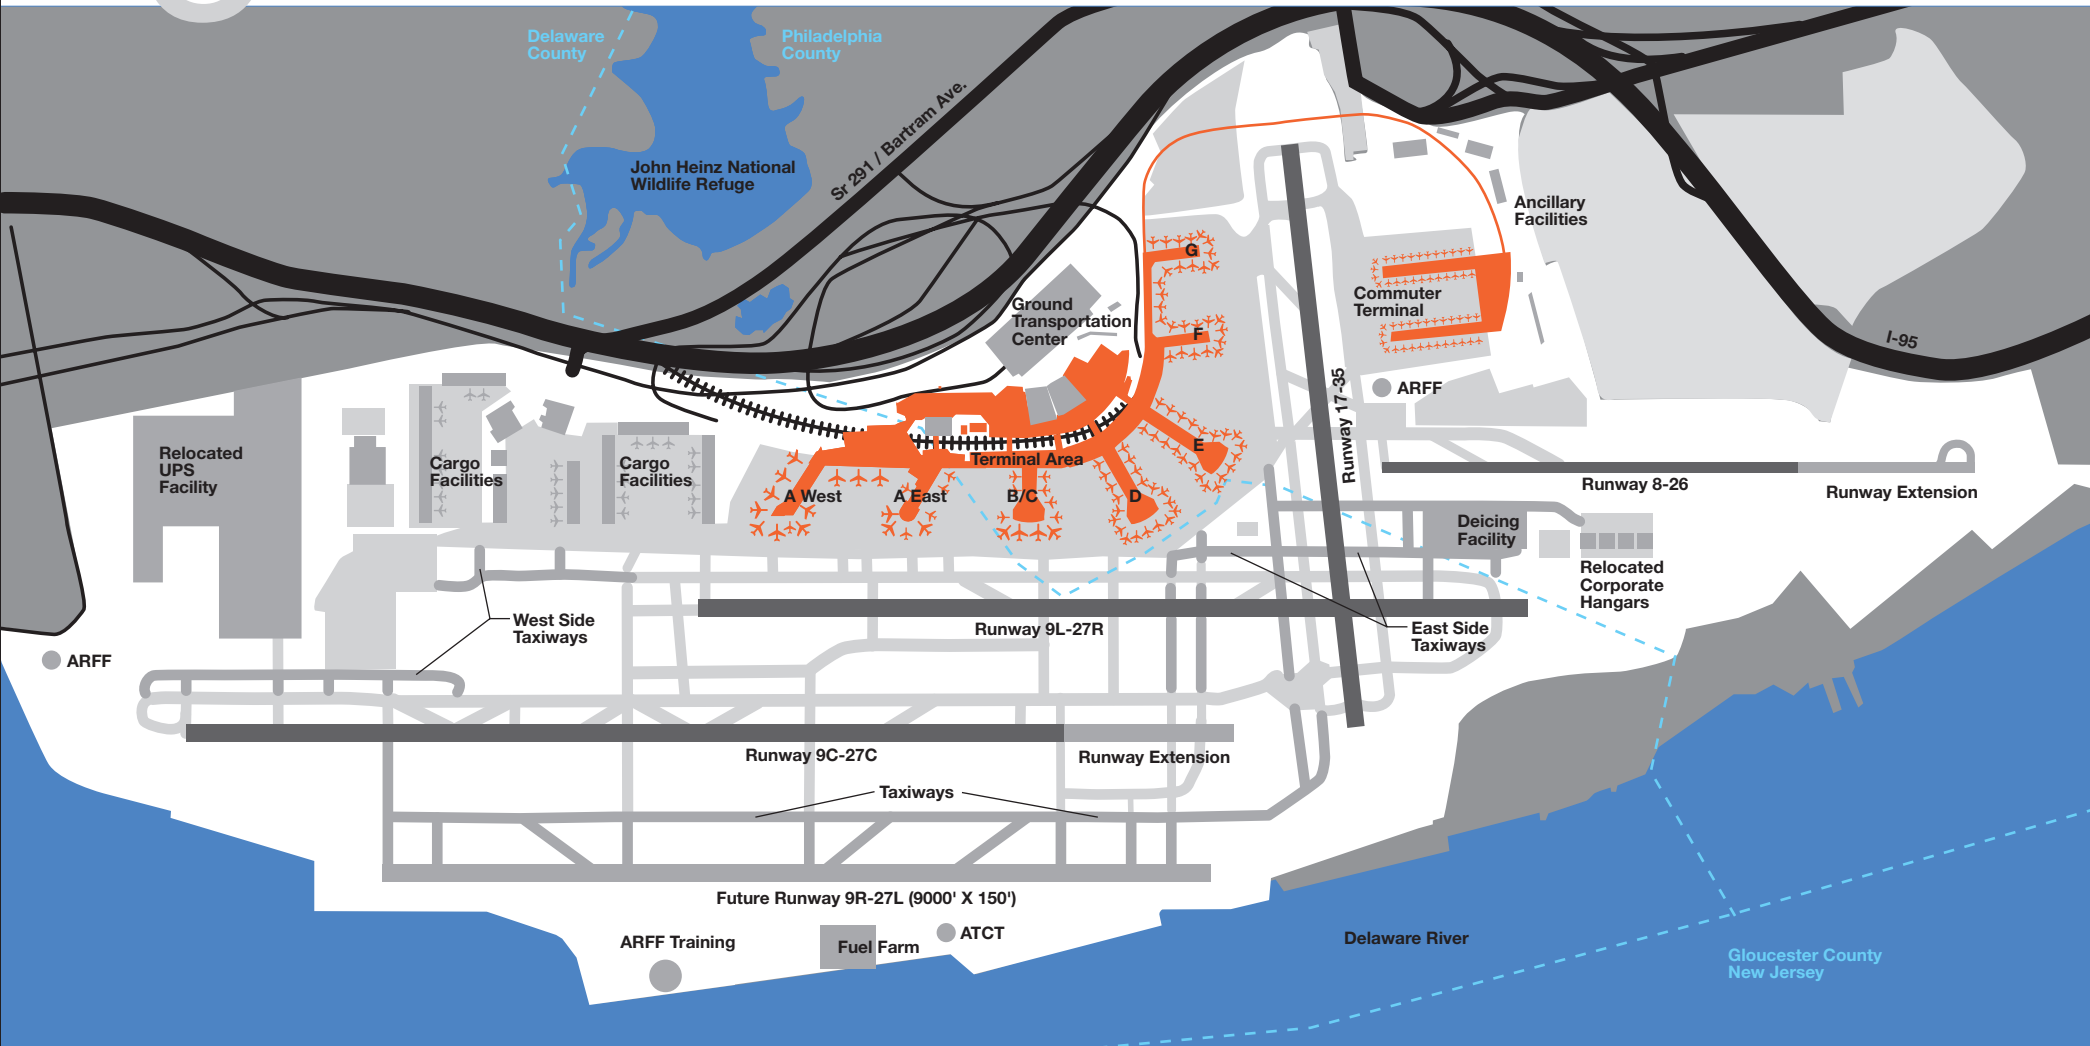 Delaware
County
Philadelphia
County
Sr 291 / Bartram Ave.
John Heinz National
Wildlife Refuge
Ancillary
Facilities
G
Commuter
Terminal
Ground
Transportation
Center
F
I-95
ARFF
Runway 17-35
E
Relocated
UPS
Facility
Cargo
Facilities
Cargo
Facilities
Terminal Area
A West
A East
B/C
D
Runway 8-26
Runway Extension
Deicing
Facility
Relocated
Corporate
Hangars
West Side
Taxiways
Runway 9L-27R
East Side
Taxiways
ARFF
Runway 9C-27C
Runway Extension
Taxiways
Future Runway 9R-27L (9000' X 150')
ARFF Training
Fuel Farm
ATCT
Delaware River
Gloucester County
New Jersey